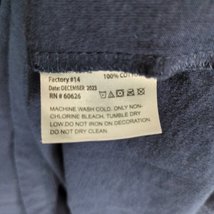 Factory #14
100% COTTON
Date: DECEMBER 2023
RN # 60626
MACHINE WASH COLD. ONLY NON-
CHLORINE BLEACH. TUMBLE DRY
LOW. DO NOT IRON ON DECORATION
DO NOT DRY CLEAN